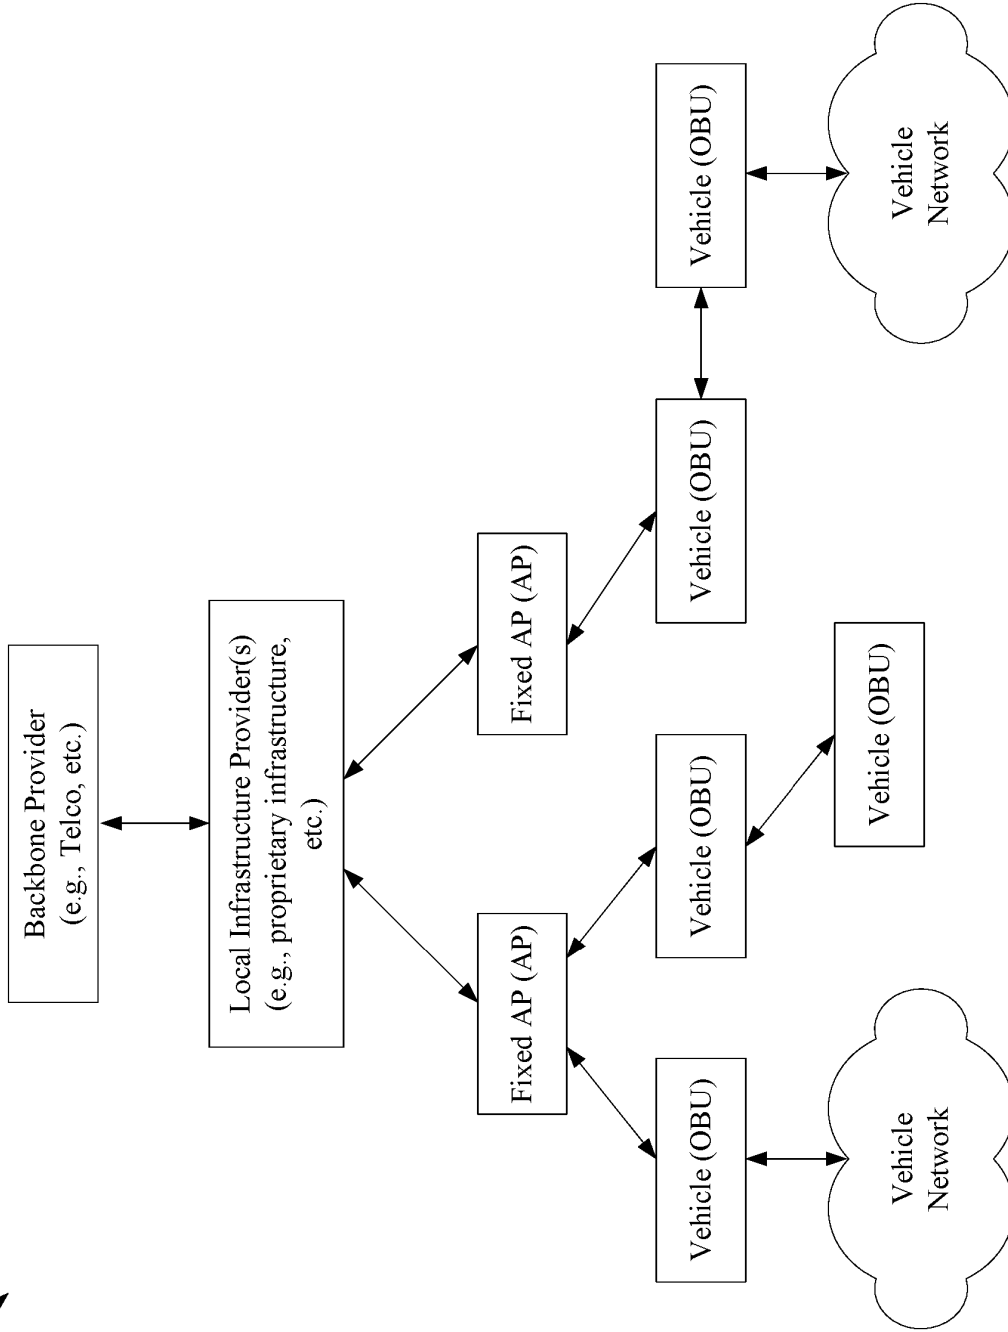 Backbone Provider
(e.g., Telco, etc.)
Local Infrastructure Provider(s)
(e.g., proprietary infrastructure,
etc.)
Fixed AP (AP)
Fixed AP (AP)
Vehicle (OBU)
Vehicle (OBU)
Vehicle (OBU)
Vehicle (OBU)
Vehicle
Network
Vehicle (OBU)
Vehicle
Network